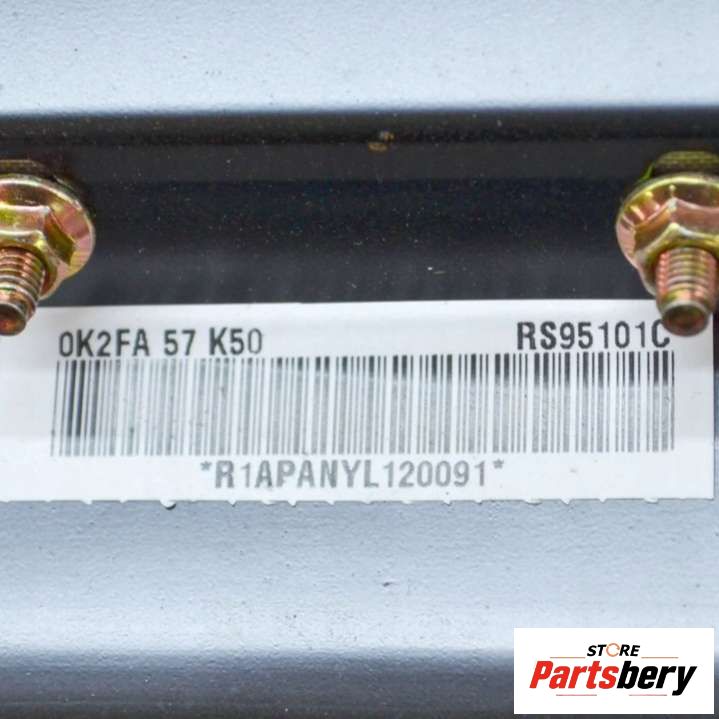 0K2FA 57 K50
RS95101C
*R1APANYL120091*
STORE
Partsbery